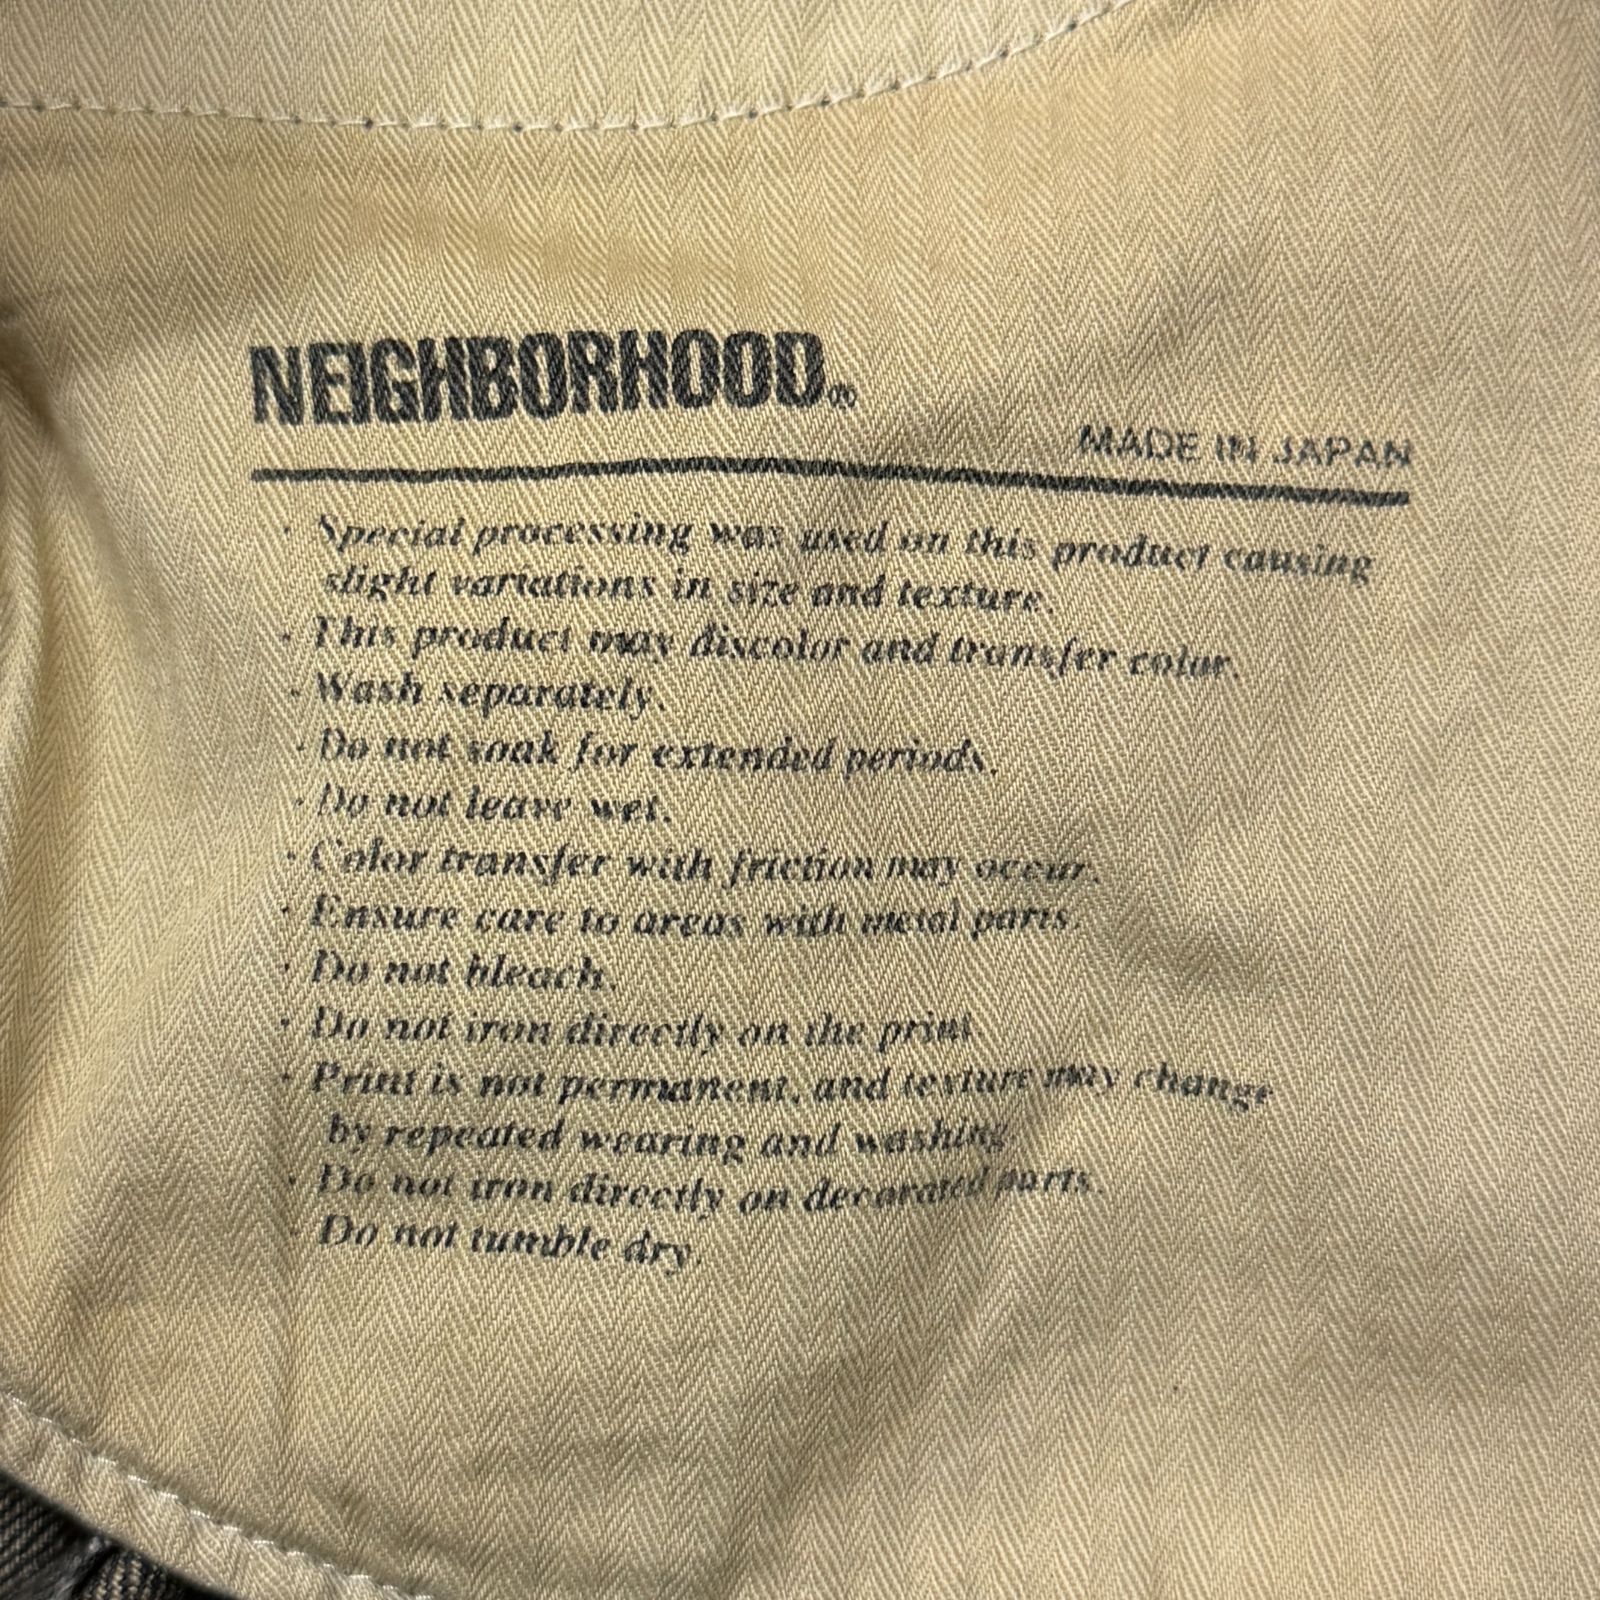 NEIGHBORHOOD®
MADE IN JAPAN
· Special processing was used on this product causing
slight variations in size and texture.
· This product may discolor and transfer color.
· Wash separately.
· Do not soak for extended periods.
· Do not leave wet.
· Color transfer with friction may occur.
· Ensure care to areas with metal parts.
· Do not bleach.
· Do not iron directly on the print
· Print is not permanent, and texture may change
by repeated wearing and washing.
· Do not iron directly on decorated parts.
· Do not tumble dry.